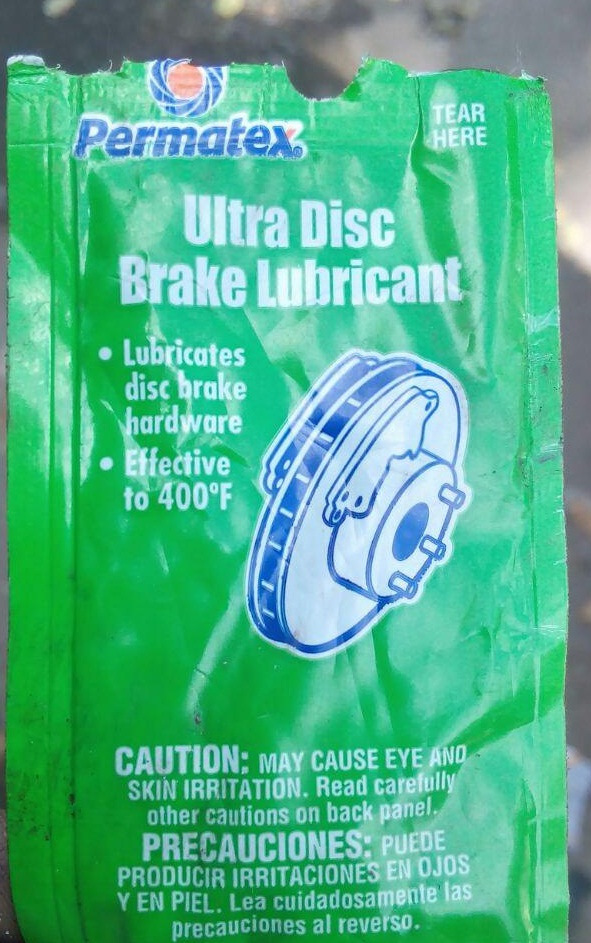 Permatex®
TEAR
HERE
Ultra Disc
Brake Lubricant
• Lubricates
disc brake
hardware
• Effective
to 400°F
CAUTION: MAY CAUSE EYE AND
SKIN IRRITATION. Read carefully
other cautions on back panel.
PRECAUCIONES: PUEDE
PRODUCIR IRRITACIONES EN OJOS
Y EN PIEL. Lea cuidadosamente las
precauciones al reverso.